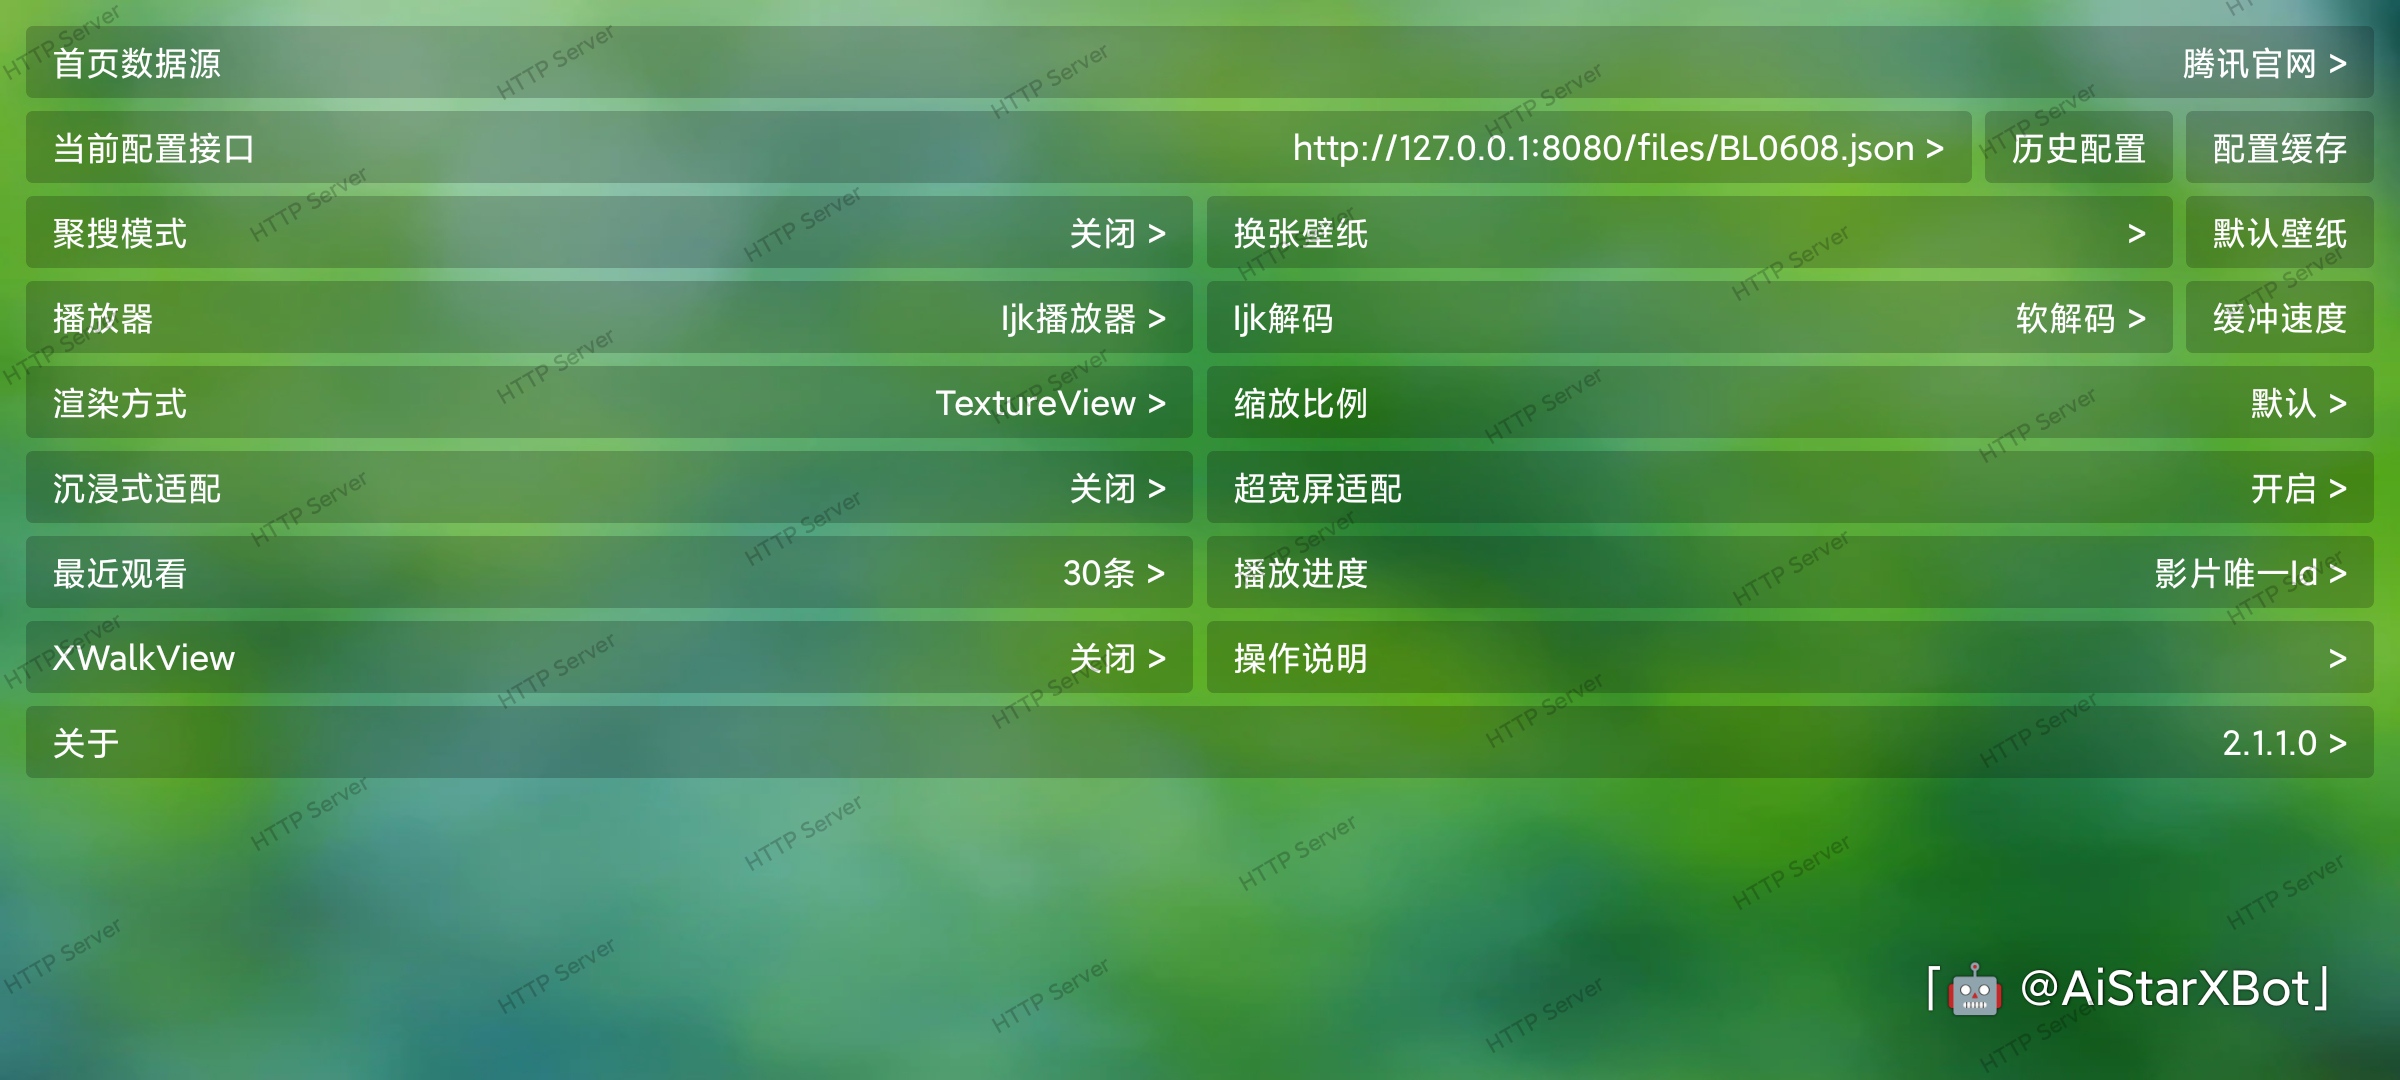 首页数据源 腾讯官网 >
当前配置接口 http://127.0.0.1:8080/files/BL0608.json > 历史配置 配置缓存
聚搜模式 关闭 > 换张壁纸 > 默认壁纸
播放器 Ijk播放器 > Ijk解码 软解码 > 缓冲速度
渲染方式 TextureView > 缩放比例 默认 >
沉浸式适配 关闭 > 超宽屏适配 开启 >
最近观看 30条 > 播放进度 影片唯一Id >
XWalkView 关闭 > 操作说明 >
关于 2.1.1.0 >
「🤖 @AiStarXBot」
HTTP Server